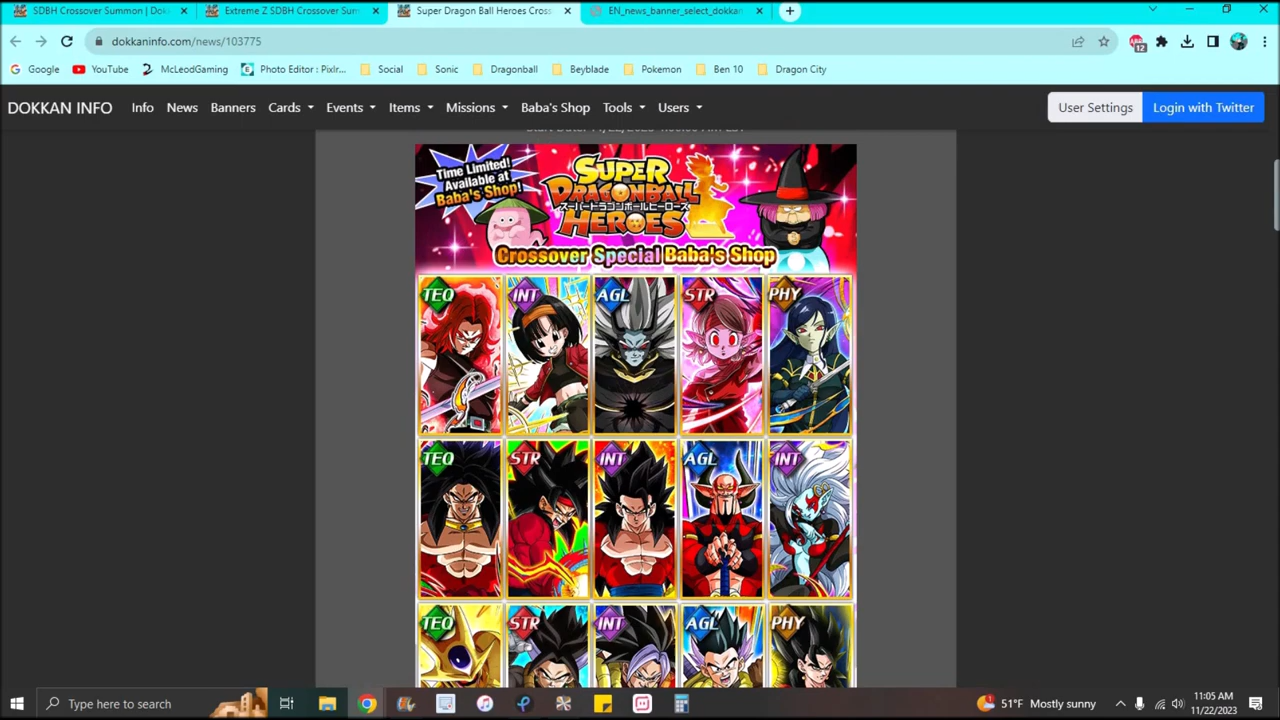 SDBH Crossover Summon | Dok
Extreme Z SDBH Crossover Sum
Super Dragon Ball Heroes Cross
EN_news_banner_select_dokkan
dokkaninfo.com/news/103775
12
Google
YouTube
McLeodGaming
Photo Editor : Pixlr...
Social
Sonic
Dragonball
Beyblade
Pokemon
Ben 10
Dragon City
DOKKAN INFO
Info
News
Banners
Cards
Events
Items
Missions
Baba's Shop
Tools
Users
User Settings
Login with Twitter
Time Limited!
Available at
Baba's Shop!
SUPER
DRAGONBALL
スーパードラゴンボールヒーローズ
HEROES
Crossover Special Baba's Shop
TEQ
INT
AGL
STR
PHY
TEQ
STR
INT
AGL
INT
TEQ
STR
INT
AGL
PHY
Type here to search
51°F Mostly sunny
11:05 AM
11/22/2023